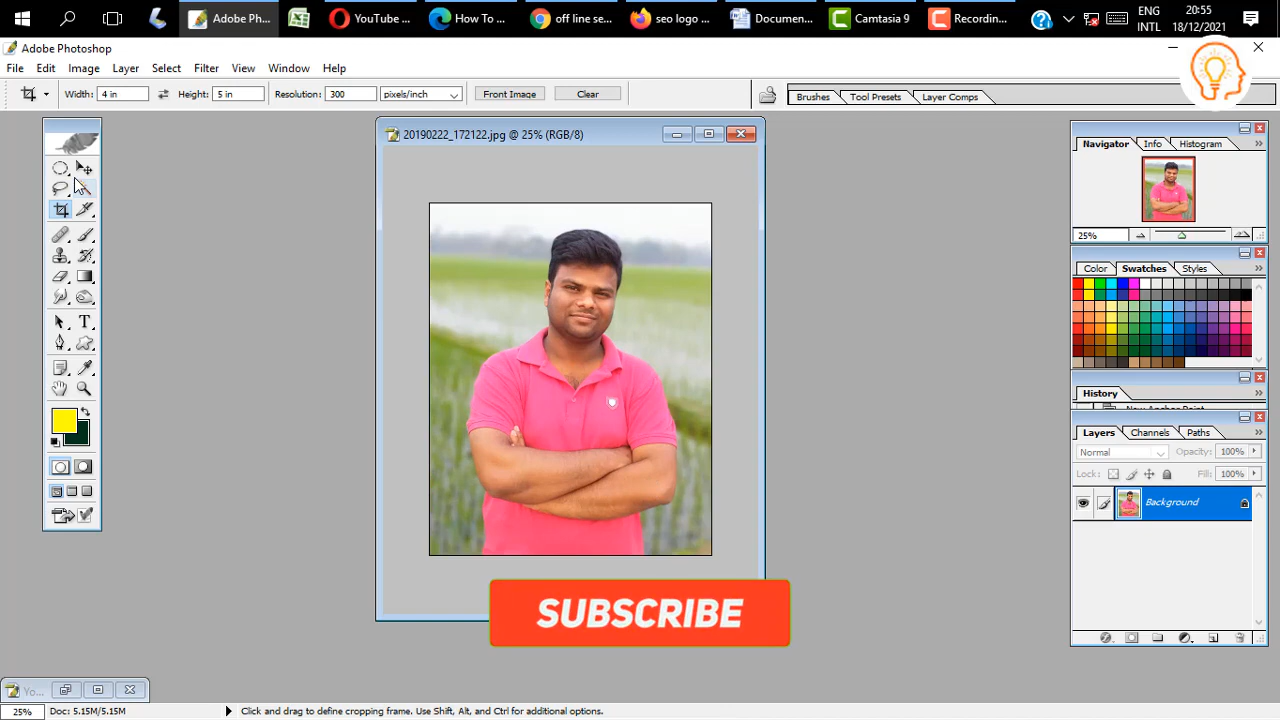 Adobe Ph...
YouTube ...
How To ...
off line se...
seo logo ...
Documen...
Camtasia 9
Recordin...
ENG
INTL
20:55
18/12/2021
Adobe Photoshop
File Edit Image Layer Select Filter View Window Help
Width: 4 in Height: 5 in Resolution: 300 pixels/inch Front Image Clear
Brushes Tool Presets Layer Comps
20190222_172122.jpg @ 25% (RGB/8)
Navigator Info Histogram
25%
Color Swatches Styles
History
New Anchor Point
Layers Channels Paths
Normal Opacity: 100%
Lock: Fill: 100%
Background
SUBSCRIBE
Yo...
25% Doc: 5.15M/5.15M Click and drag to define cropping frame. Use Shift, Alt, and Ctrl for additional options.